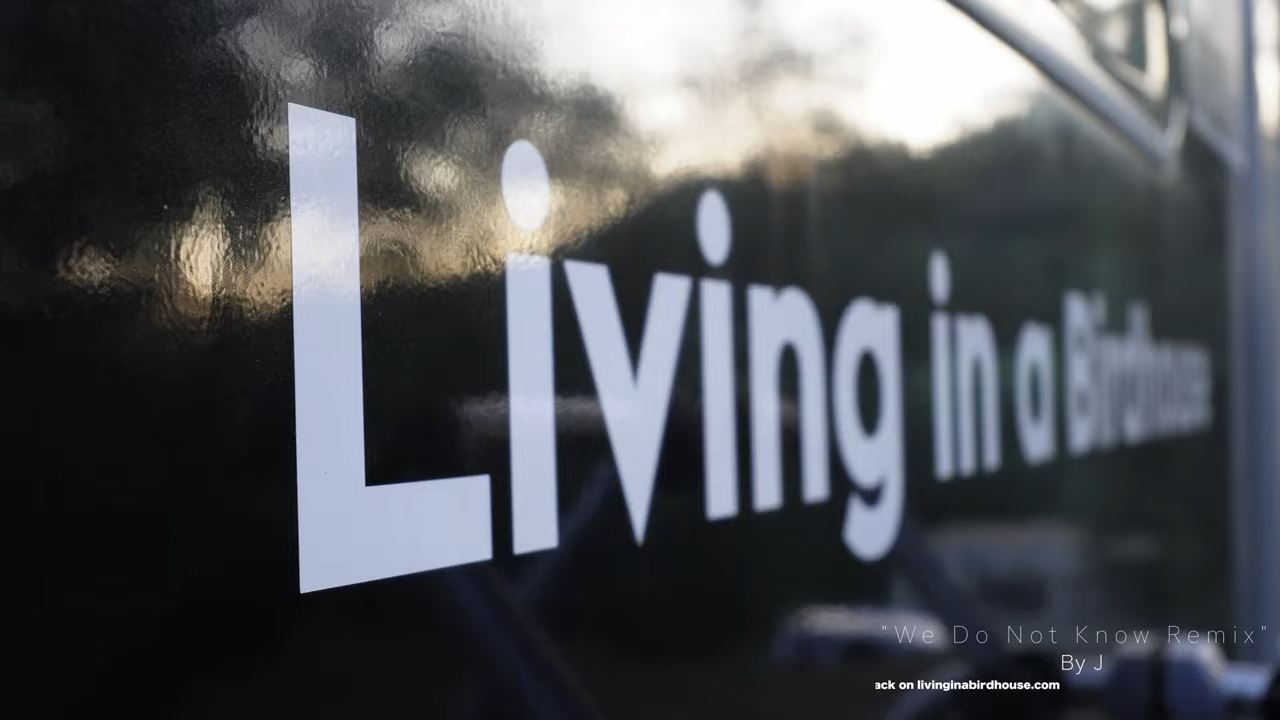 Living in a Birdhouse
"We Do Not Know Remix"
By J
ack on livinginabirdhouse.com